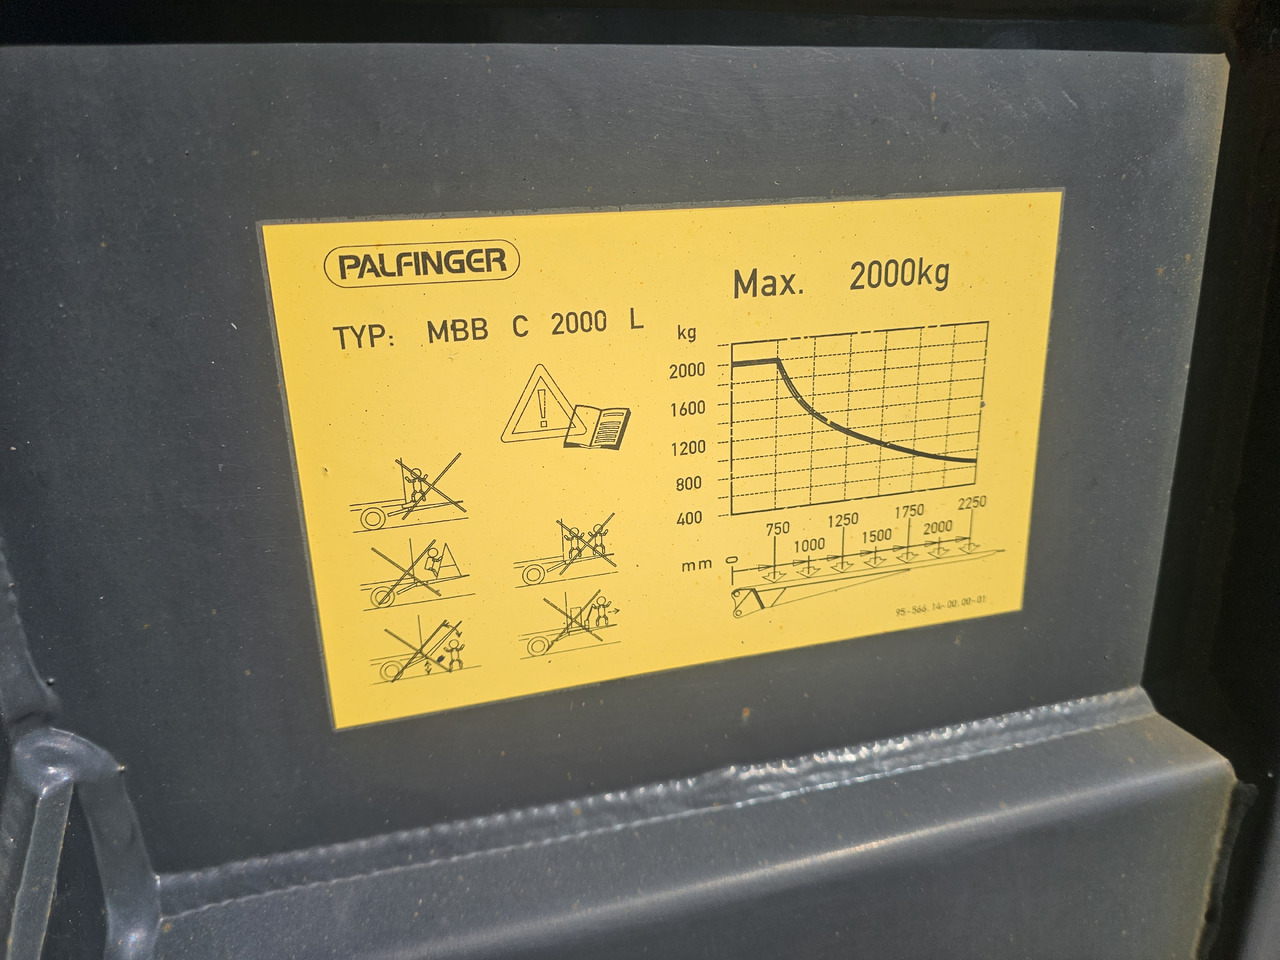 PALFINGER
TYP: MBB C 2000 L
!
Max. 2000kg
kg
2000
1600
1200
800
400
750 1250 1750 2250
1000 1500 2000
mm 0
95-566.14-00.00-01